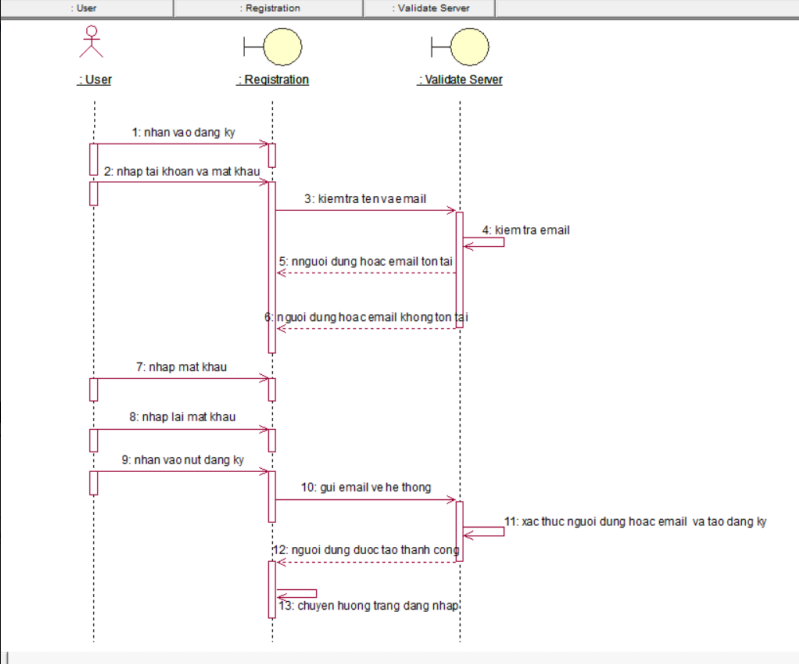 : User
: Registration
: Validate Server
: User
: Registration
: Validate Server
1: nhan vao dang ky
2: nhap tai khoan va mat khau
3: kiem tra ten va email
4: kiem tra email
5: nnguoi dung hoac email ton tai
6: nguoi dung hoac email khong ton tai
7: nhap mat khau
8: nhap lai mat khau
9: nhan vao nut dang ky
10: gui email ve he thong
11: xac thuc nguoi dung hoac email va tao dang ky
12: nguoi dung duoc tao thanh cong
13: chuyen huong trang dang nhap